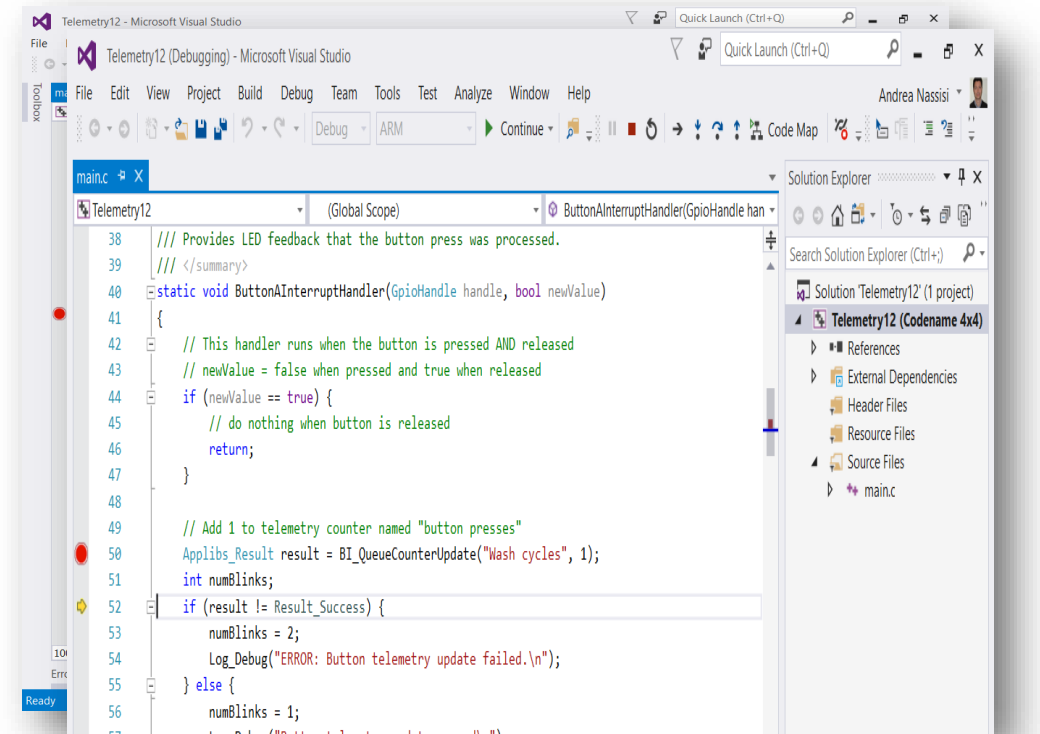 Telemetry12 - Microsoft Visual Studio
Quick Launch (Ctrl+Q)
File
Toolbox
Telemetry12 (Debugging) - Microsoft Visual Studio
Quick Launch (Ctrl+Q)
File Edit View Project Build Debug Team Tools Test Analyze Window Help
Andrea Nassisi
Debug ARM Continue Code Map
main.c
Telemetry12 (Global Scope) ButtonAInterruptHandler(GpioHandle han
38 /// Provides LED feedback that the button press was processed.
39 /// </summary>
40 static void ButtonAInterruptHandler(GpioHandle handle, bool newValue)
41 {
42 // This handler runs when the button is pressed AND released
43 // newValue = false when pressed and true when released
44 if (newValue == true) {
45 // do nothing when button is released
46 return;
47 }
48
49 // Add 1 to telemetry counter named "button presses"
50 Applibs_Result result = BI_QueueCounterUpdate("Wash cycles", 1);
51 int numBlinks;
52 if (result != Result_Success) {
53 numBlinks = 2;
54 Log_Debug("ERROR: Button telemetry update failed.\n");
55 } else {
56 numBlinks = 1;
Solution Explorer
Search Solution Explorer (Ctrl+;)
Solution 'Telemetry12' (1 project)
Telemetry12 (Codename 4x4)
References
External Dependencies
Header Files
Resource Files
Source Files
main.c
Ready